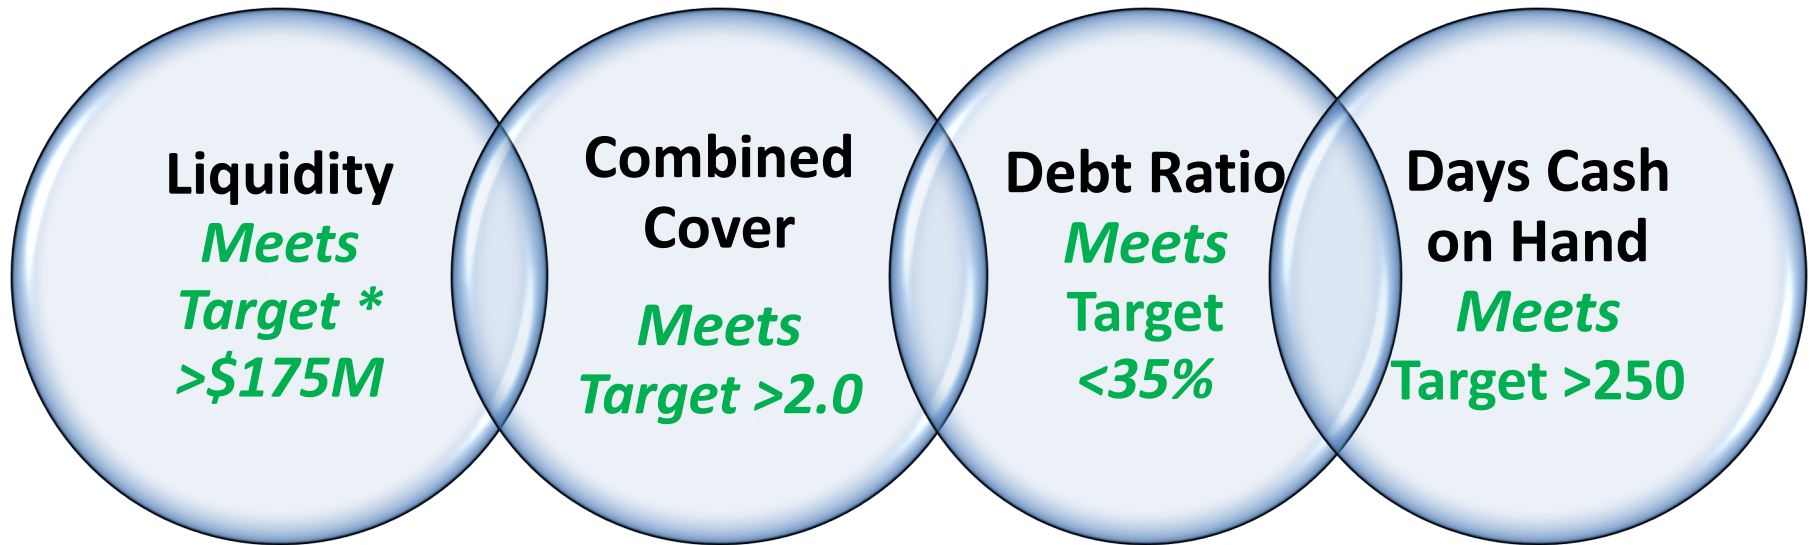 Liquidity
Meets
Target *
>$175M
Combined
Cover
Meets
Target >2.0
Debt Ratio
Meets
Target
<35%
Days Cash
on Hand
Meets
Target >250